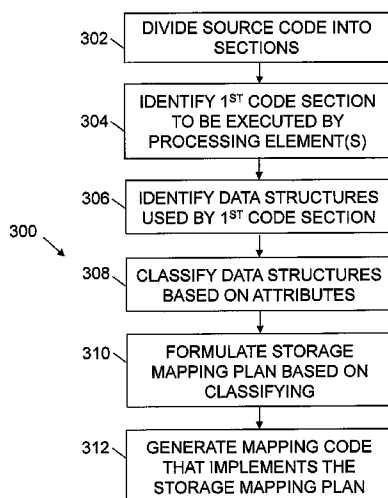 302
DIVIDE SOURCE CODE INTO
SECTIONS
304
IDENTIFY 1ST CODE SECTION
TO BE EXECUTED BY
PROCESSING ELEMENT(S)
306
IDENTIFY DATA STRUCTURES
USED BY 1ST CODE SECTION
300
308
CLASSIFY DATA STRUCTURES
BASED ON ATTRIBUTES
310
FORMULATE STORAGE
MAPPING PLAN BASED ON
CLASSIFYING
312
GENERATE MAPPING CODE
THAT IMPLEMENTS THE
STORAGE MAPPING PLAN